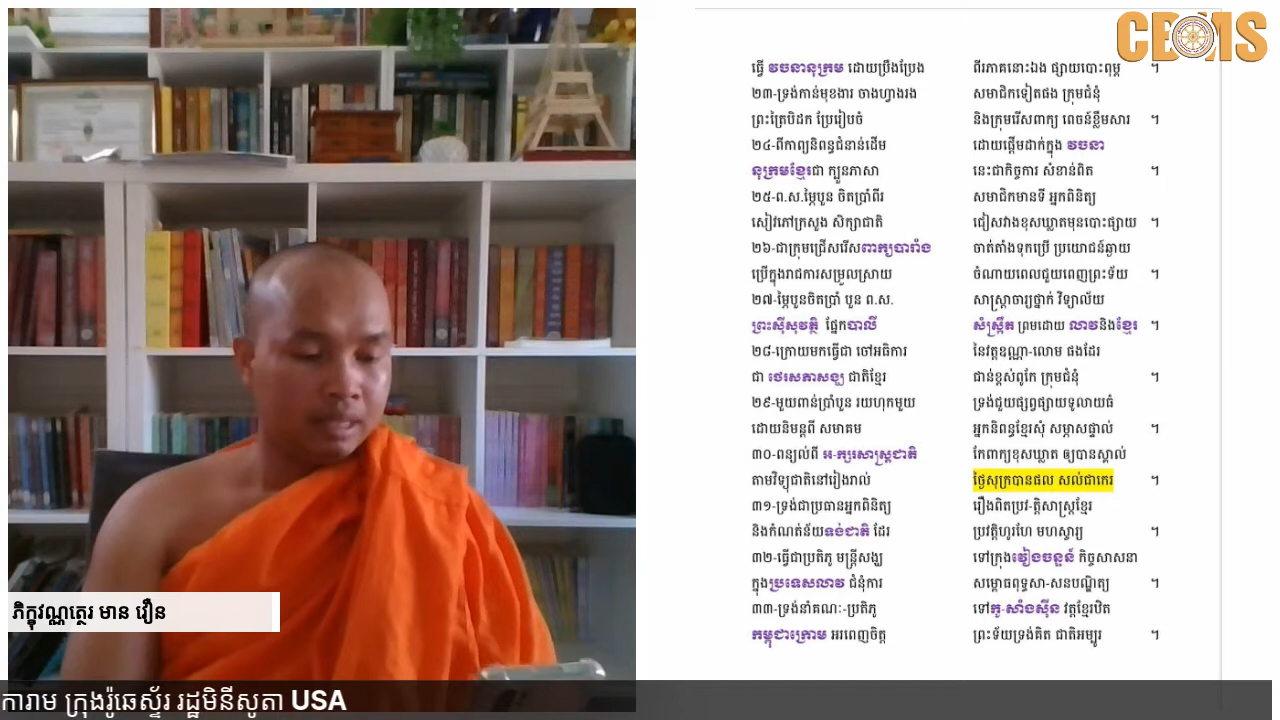 CEMS
ធ្វើ វចនានុក្រម ដោយប្រឹងប្រែង ពីរភាគនោះឯង ផ្សាយបោះពុម្ព ។
២៣-ទ្រង់កាន់មុខងារ ចាងហ្វាងរង សមាជិកទៀតផង ក្រុមជំនុំ
ព្រះត្រៃបិដក ប្រែរៀបចំ និងក្រុមរើសពាក្យ ពេចន៍ខ្លឹមសារ ។
២៤-ពីកាព្យនិពន្ធជំនាន់ដើម ដោយផ្ដើមដាក់ក្នុង វចនា
នុក្រមខ្មែរជា ក្បួនភាសា នេះជាកិច្ចការ សំខាន់ពិត ។
២៥-ព.ស.ម្ភៃបួន ចិតប្រាំពីរ សមាជិកមានទី អ្នកពិនិត្យ
សៀវភៅក្រសួង សិក្សាជាតិ ជៀសវាងខុសឃ្លាតមុនបោះផ្សាយ ។
២៦-ជាក្រុមជ្រើសរើសពាក្យបារាំង ចាត់តាំងទុកប្រើ ប្រយោជន៍ឆ្ងាយ
ប្រើក្នុងរាជការសម្រួលស្រាយ ចំណាយពេលជួយពេញព្រះទ័យ ។
២៧-ម្ភៃបួនចិតប្រាំ បួន ព.ស. សាស្ត្រាចារ្យថ្នាក់ វិទ្យាល័យ
ព្រះស៊ីសុវត្ថិ ផ្នែកបាលី សំស្ក្រឹត ព្រមដោយ លាវនិងខ្មែរ ។
២៨-ក្រោយមកធ្វើជា ចៅអធិការ នៃវត្តឧណ្ណា-លោម ផងដែរ
ជា ថេរសភាសង្ឃ ជាតិខ្មែរ ជាន់ខ្ពស់ពូកែ ក្រុមជំនុំ ។
២៩-មួយពាន់ប្រាំបួន រយហុកមួយ ទ្រង់ជួយផ្សព្វផ្សាយទូលាយធំ
ដោយនិមន្តពី សមាគម អ្នកនិពន្ធខ្មែរសុំ សម្ភាសផ្ទាល់ ។
៣០-ពន្យល់ពី អ-ក្សរសាស្ត្រជាតិ កែពាក្យខុសឃ្លាត ឲ្យបានស្គាល់
តាមវិទ្យុជាតិនៅរៀងរាល់ ថ្ងៃសុក្របានផល សល់ជាកេរ ។
៣១-ទ្រង់ជាប្រធានអ្នកពិនិត្យ រឿងពិតប្រវ-ត្តិសាស្ត្រខ្មែរ
និងកំណត់ន័យទង់ជាតិ ដែរ ប្រវត្តិហូរហែ មហស្ចារ្យ ។
៣២-ធ្វើជាប្រតិភូ មន្ត្រីសង្ឃ ទៅក្រុងវៀងចន្ទន៍ កិច្ចសាសនា
ក្នុងប្រទេសលាវ ជំនុំការ សម្ពោធពុទ្ធសា-សនបណ្ឌិត្យ ។
៣៣-ទ្រង់នាំគណៈ-ប្រតិភូ ទៅកូ-សាំងស៊ីន វត្តខ្មែរឋិត
កម្ពុជាក្រោម អរពេញចិត្ត ព្រះទ័យទ្រង់គិត ជាតិអម្បូរ ។
ភិក្ខុវណ្ណត្ថេរ មាន វឿន
ការាម ក្រុងរ៉ូឆេស្ទ័រ រដ្ឋមិនីសូតា USA